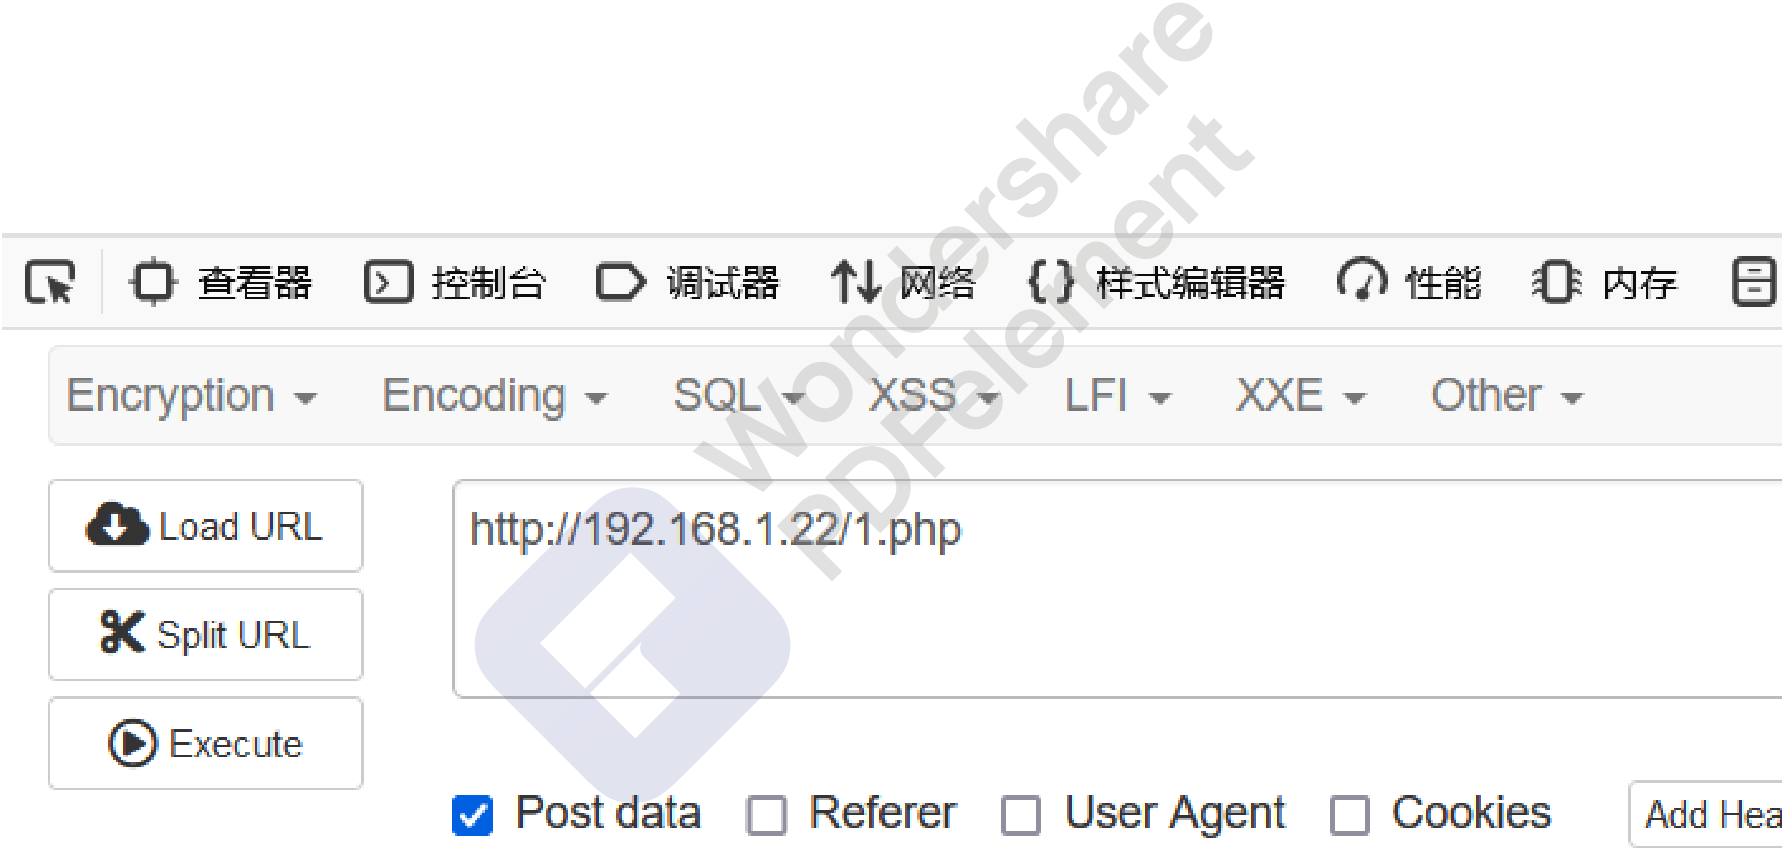 Wondershare
PDFelement
查看器 控制台 调试器 网络 样式编辑器 性能 内存
Encryption Encoding SQL XSS LFI XXE Other
Load URL
http://192.168.1.22/1.php
Split URL
Execute
Post data Referer User Agent Cookies Add Hea